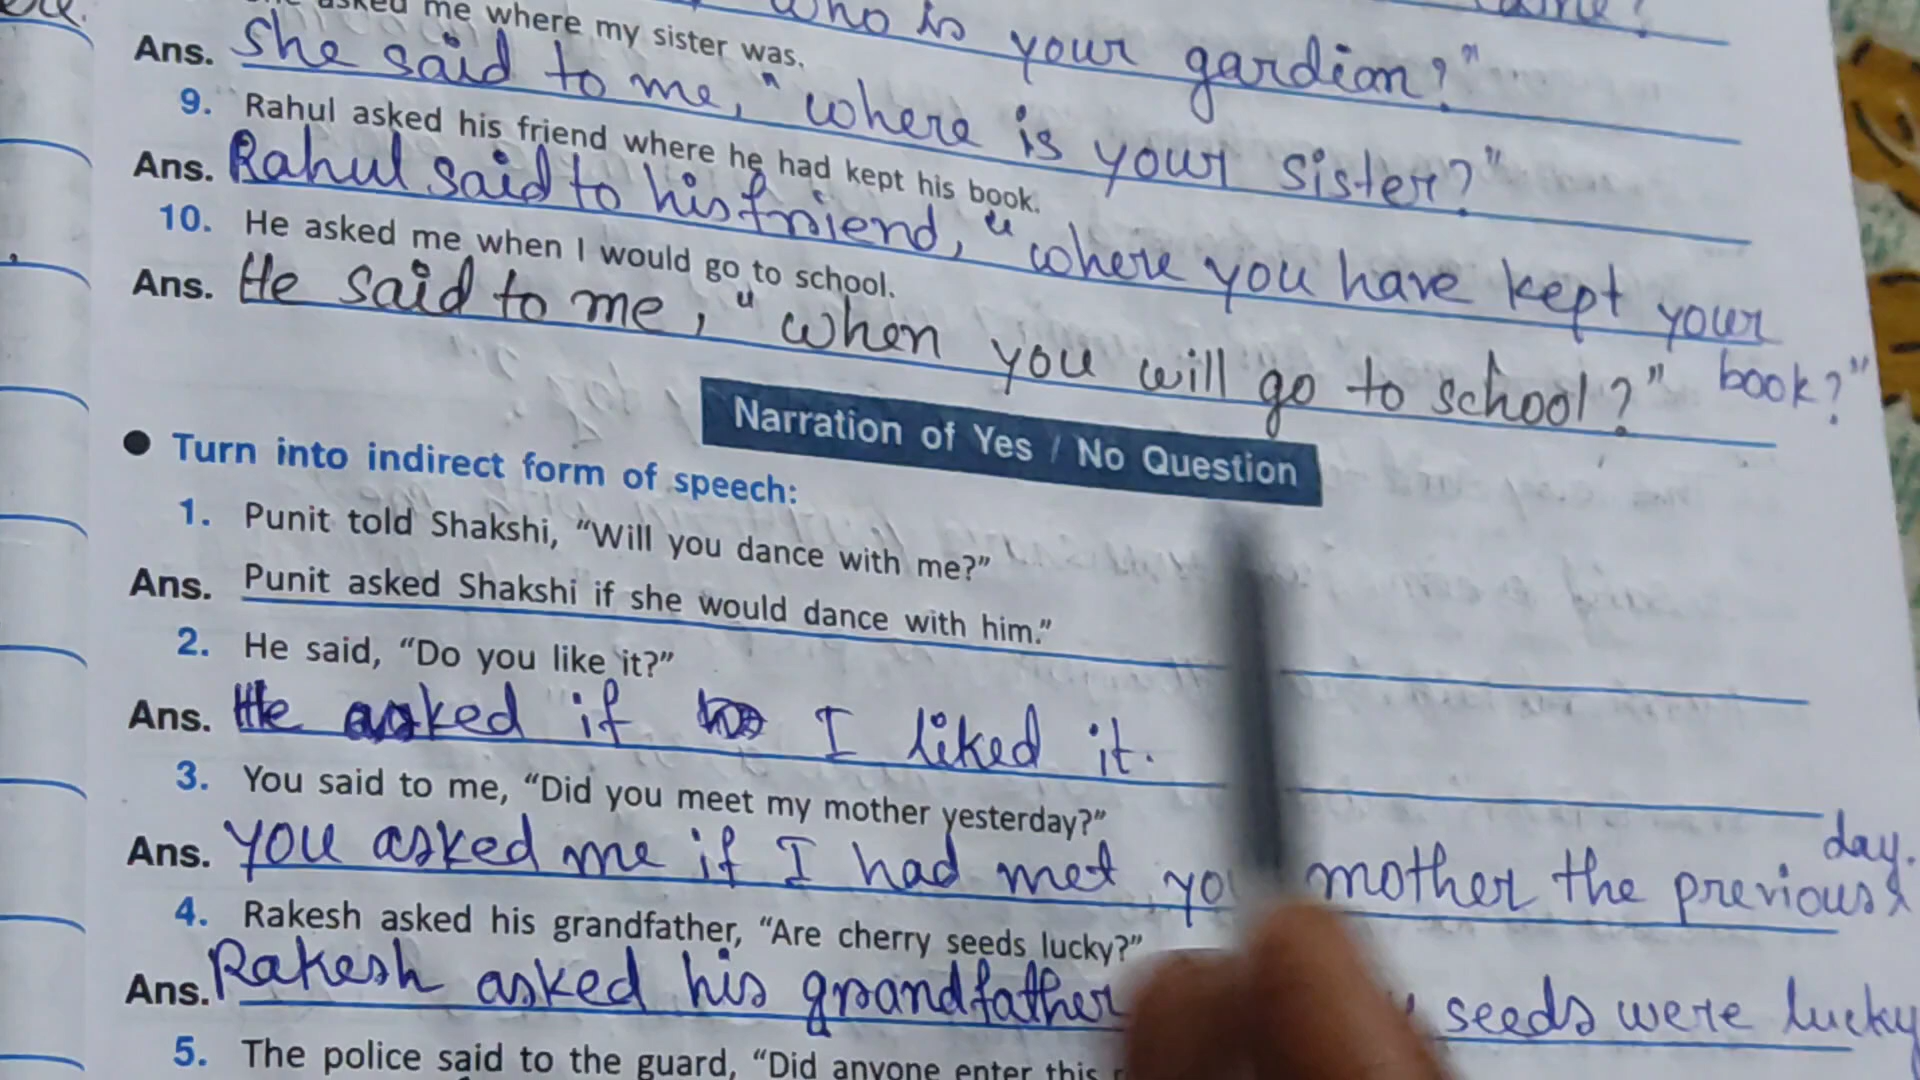 who is your gardian?"
asked me where my sister was.
Ans. She said to me, "where is your sister?"
9. Rahul asked his friend where he had kept his book.
Ans. Rahul said to his friend, "where you have kept your book?"
10. He asked me when I would go to school.
Ans. He said to me, "when you will go to school?"
Narration of Yes / No Question
● Turn into indirect form of speech:
1. Punit told Shakshi, “Will you dance with me?”
Ans. Punit asked Shakshi if she would dance with him.”
2. He said, “Do you like it?”
Ans. He asked if I liked it.
3. You said to me, “Did you meet my mother yesterday?”
Ans. you asked me if I had met mother the previous day.
4. Rakesh asked his grandfather, “Are cherry seeds lucky?”
Ans. Rakesh asked his grandfather seeds were lucky
5. The police said to the guard, “Did anyone enter this